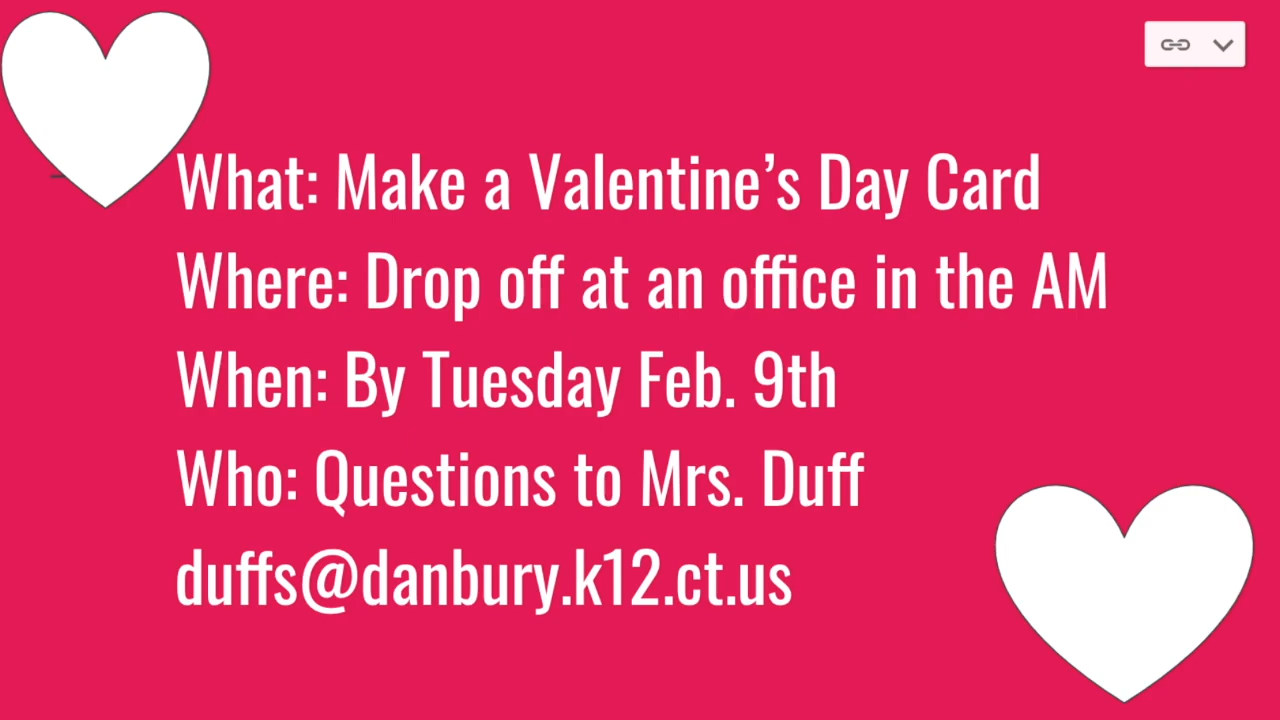 What: Make a Valentine’s Day Card
Where: Drop off at an office in the AM
When: By Tuesday Feb. 9th
Who: Questions to Mrs. Duff
duffs@danbury.k12.ct.us